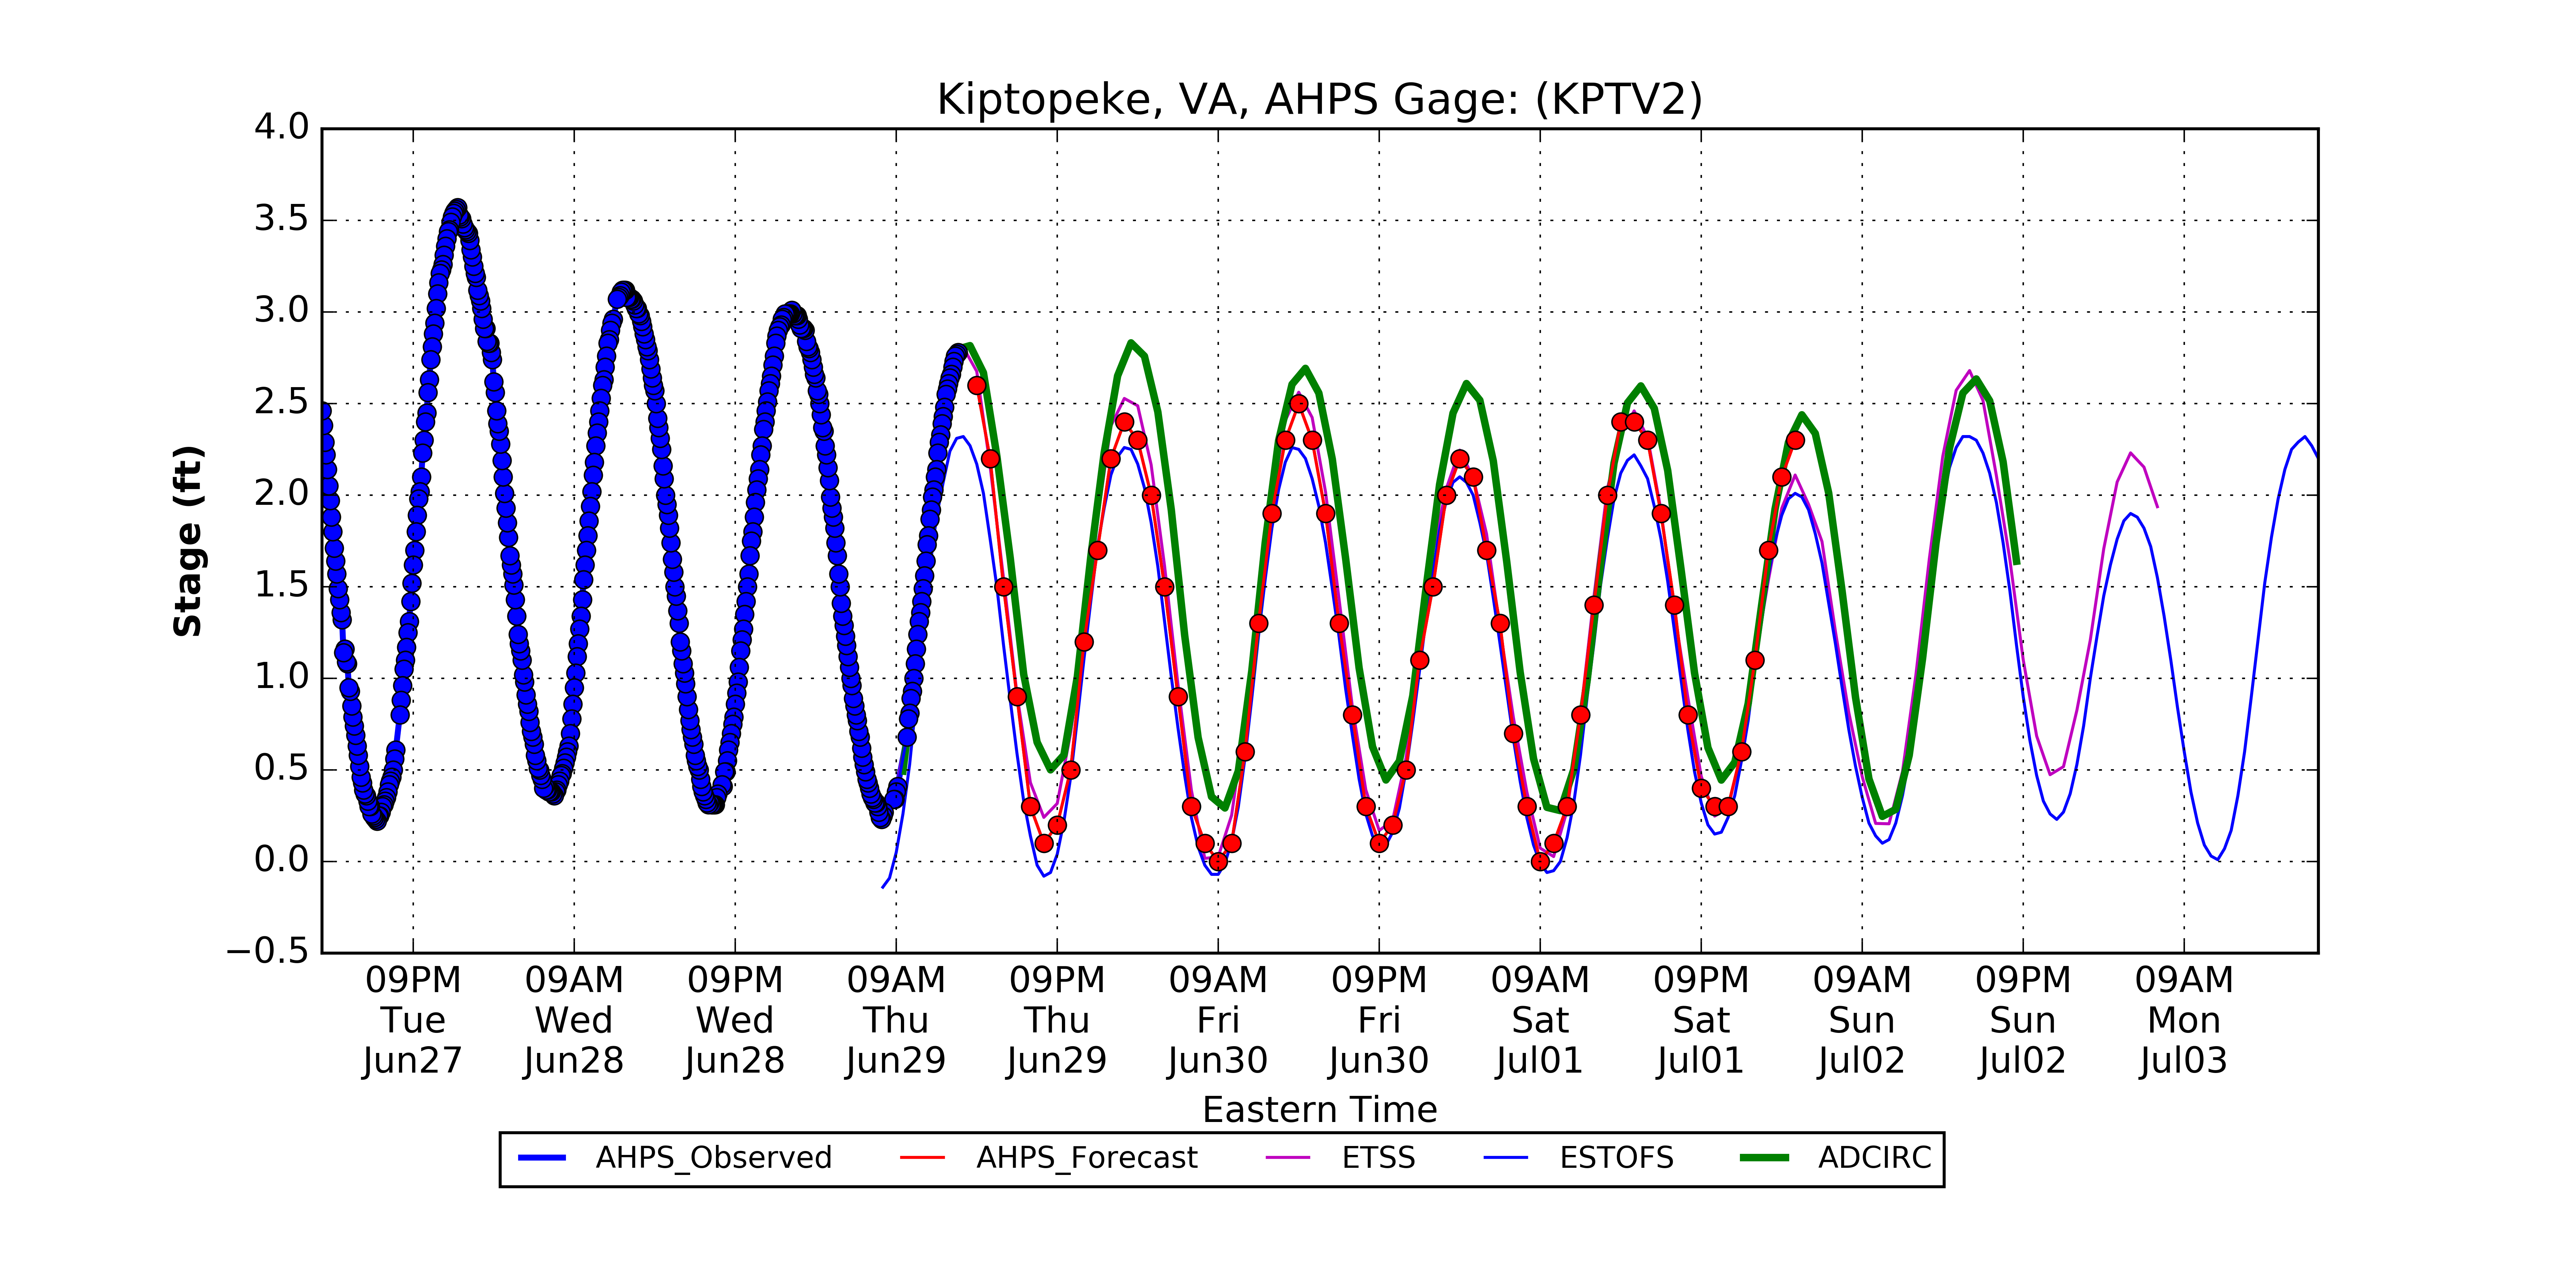 Kiptopeke, VA, AHPS Gage: (KPTV2)
4.0
3.5
3.0
2.5
2.0
1.5
1.0
0.5
0.0
−0.5
Stage (ft)
09PM 09AM 09PM 09AM 09PM 09AM 09PM 09AM 09PM 09AM 09PM 09AM
Tue Wed Wed Thu Thu Fri Fri Sat Sat Sun Sun Mon
Jun27 Jun28 Jun28 Jun29 Jun29 Jun30 Jun30 Jul01 Jul01 Jul02 Jul02 Jul03
Eastern Time
AHPS_Observed AHPS_Forecast ETSS ESTOFS ADCIRC